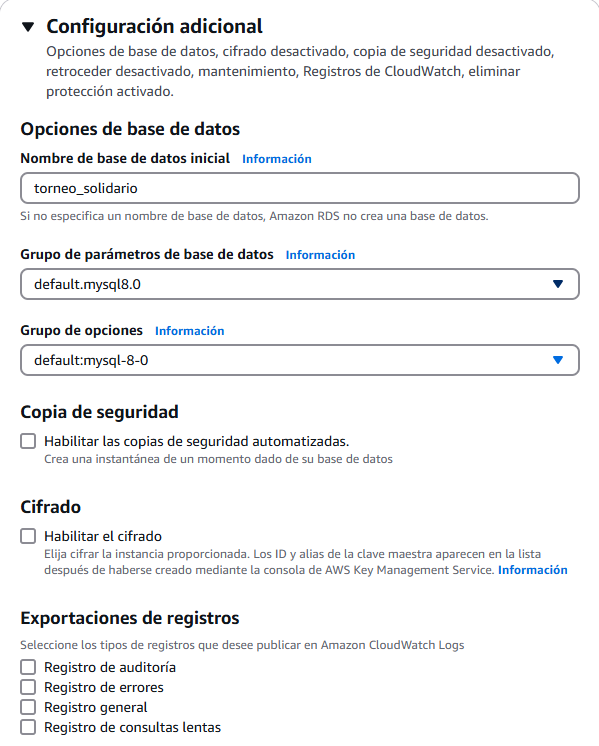 Configuración adicional
Opciones de base de datos, cifrado desactivado, copia de seguridad desactivado,
retroceder desactivado, mantenimiento, Registros de CloudWatch, eliminar
protección activado.
Opciones de base de datos
Nombre de base de datos inicial Información
torneo_solidario
Si no especifica un nombre de base de datos, Amazon RDS no crea una base de datos.
Grupo de parámetros de base de datos Información
default.mysql8.0
Grupo de opciones Información
default:mysql-8-0
Copia de seguridad
Habilitar las copias de seguridad automatizadas.
Crea una instantánea de un momento dado de su base de datos
Cifrado
Habilitar el cifrado
Elija cifrar la instancia proporcionada. Los ID y alias de la clave maestra aparecen en la lista
después de haberse creado mediante la consola de AWS Key Management Service. Información
Exportaciones de registros
Seleccione los tipos de registros que desee publicar en Amazon CloudWatch Logs
Registro de auditoría
Registro de errores
Registro general
Registro de consultas lentas